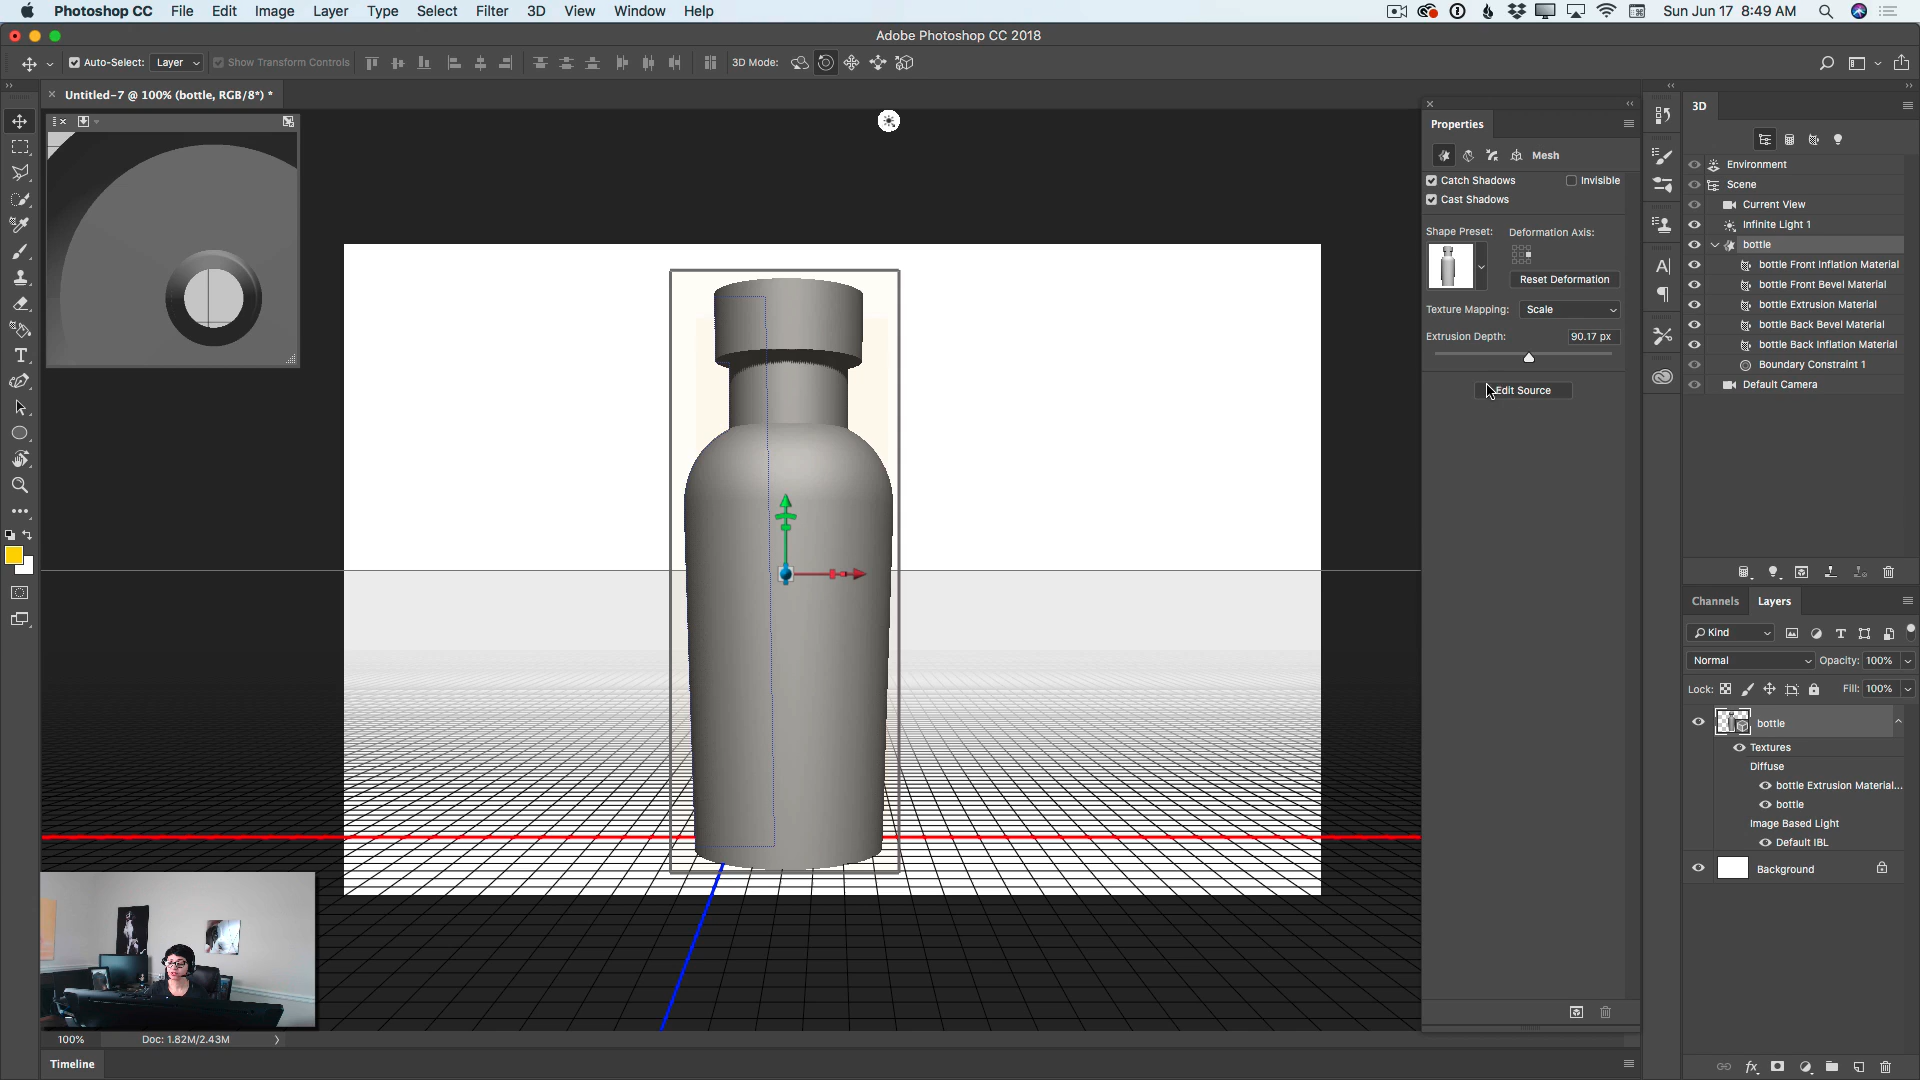 Photoshop CC File Edit Image Layer Type Select Filter 3D View Window Help Sun Jun 17 8:49 AM
Adobe Photoshop CC 2018
Auto-Select: Layer Show Transform Controls 3D Mode:
Untitled-7 @ 100% (bottle, RGB/8*) *
Properties
Mesh
Catch Shadows Invisible
Cast Shadows
Shape Preset: Deformation Axis:
Reset Deformation
Texture Mapping: Scale
Extrusion Depth: 90.17 px
Edit Source
3D
Environment
Scene
Current View
Infinite Light 1
bottle
bottle Front Inflation Material
bottle Front Bevel Material
bottle Extrusion Material
bottle Back Bevel Material
bottle Back Inflation Material
Boundary Constraint 1
Default Camera
Channels Layers
Kind
Normal Opacity: 100%
Lock: Fill: 100%
bottle
Textures
Diffuse
bottle Extrusion Material...
bottle
Image Based Light
Default IBL
Background
100% Doc: 1.82M/2.43M
Timeline